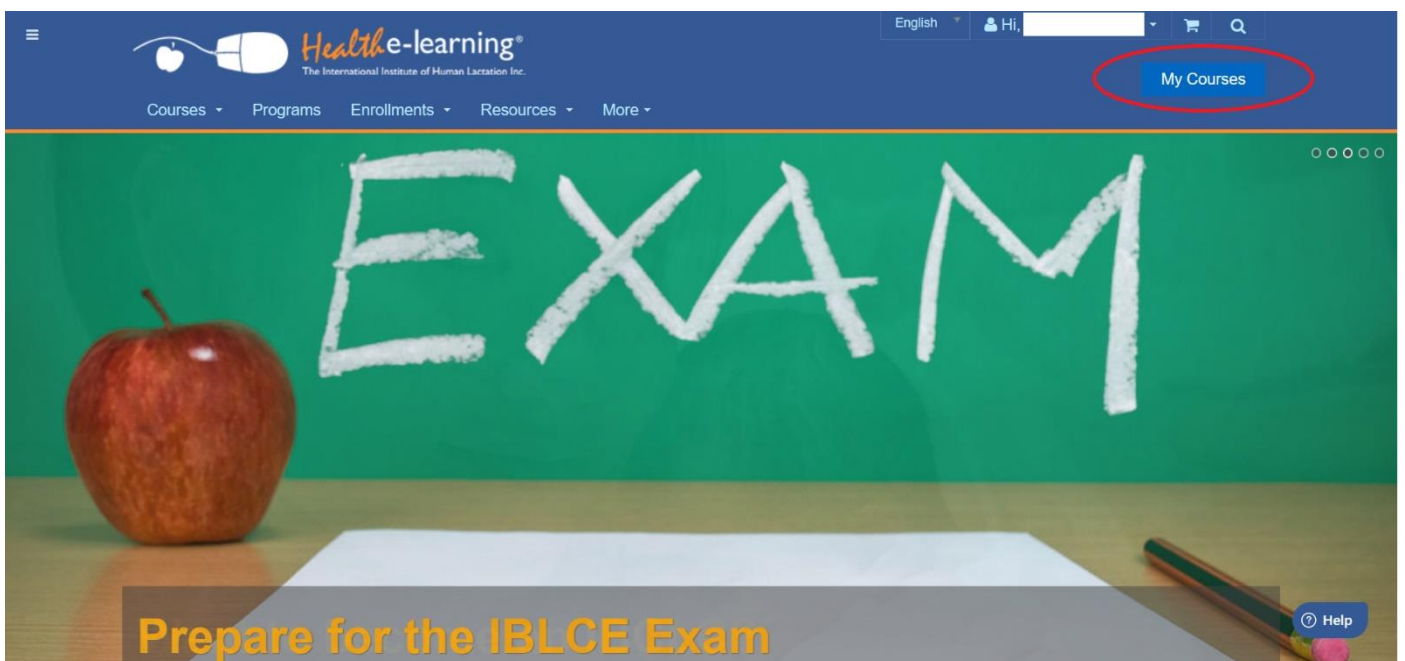 English Hi,
Health e-learning®
The International Institute of Human Lactation Inc.
My Courses
Courses Programs Enrollments Resources More
EXAM
Prepare for the IBLCE Exam
Help